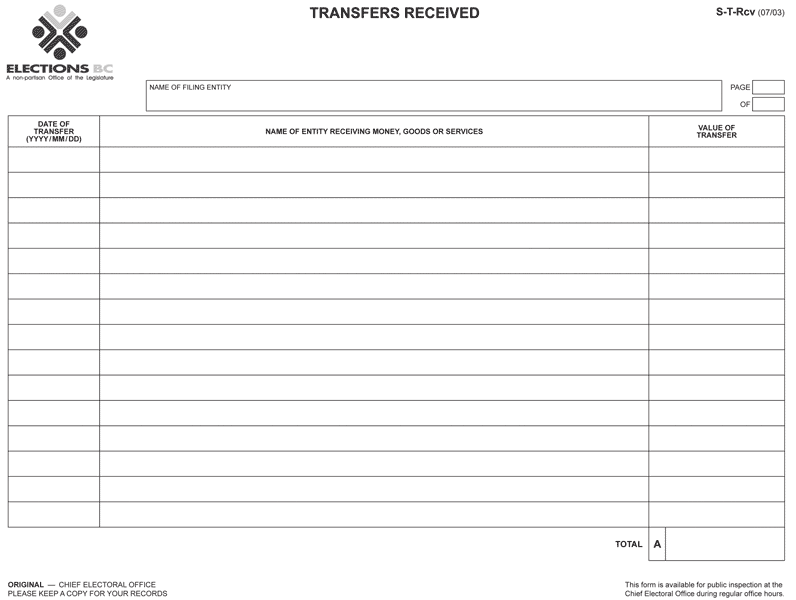 TRANSFERS RECEIVED
S-T-Rcv (07/03)
ELECTIONS BC
A non-partisan Office of the Legislature
NAME OF FILING ENTITY
PAGE
OF
DATE OF
TRANSFER
(YYYY/MM/DD)
NAME OF ENTITY RECEIVING MONEY, GOODS OR SERVICES
VALUE OF
TRANSFER
TOTAL A
ORIGINAL — CHIEF ELECTORAL OFFICE
PLEASE KEEP A COPY FOR YOUR RECORDS
This form is available for public inspection at the
Chief Electoral Office during regular office hours.